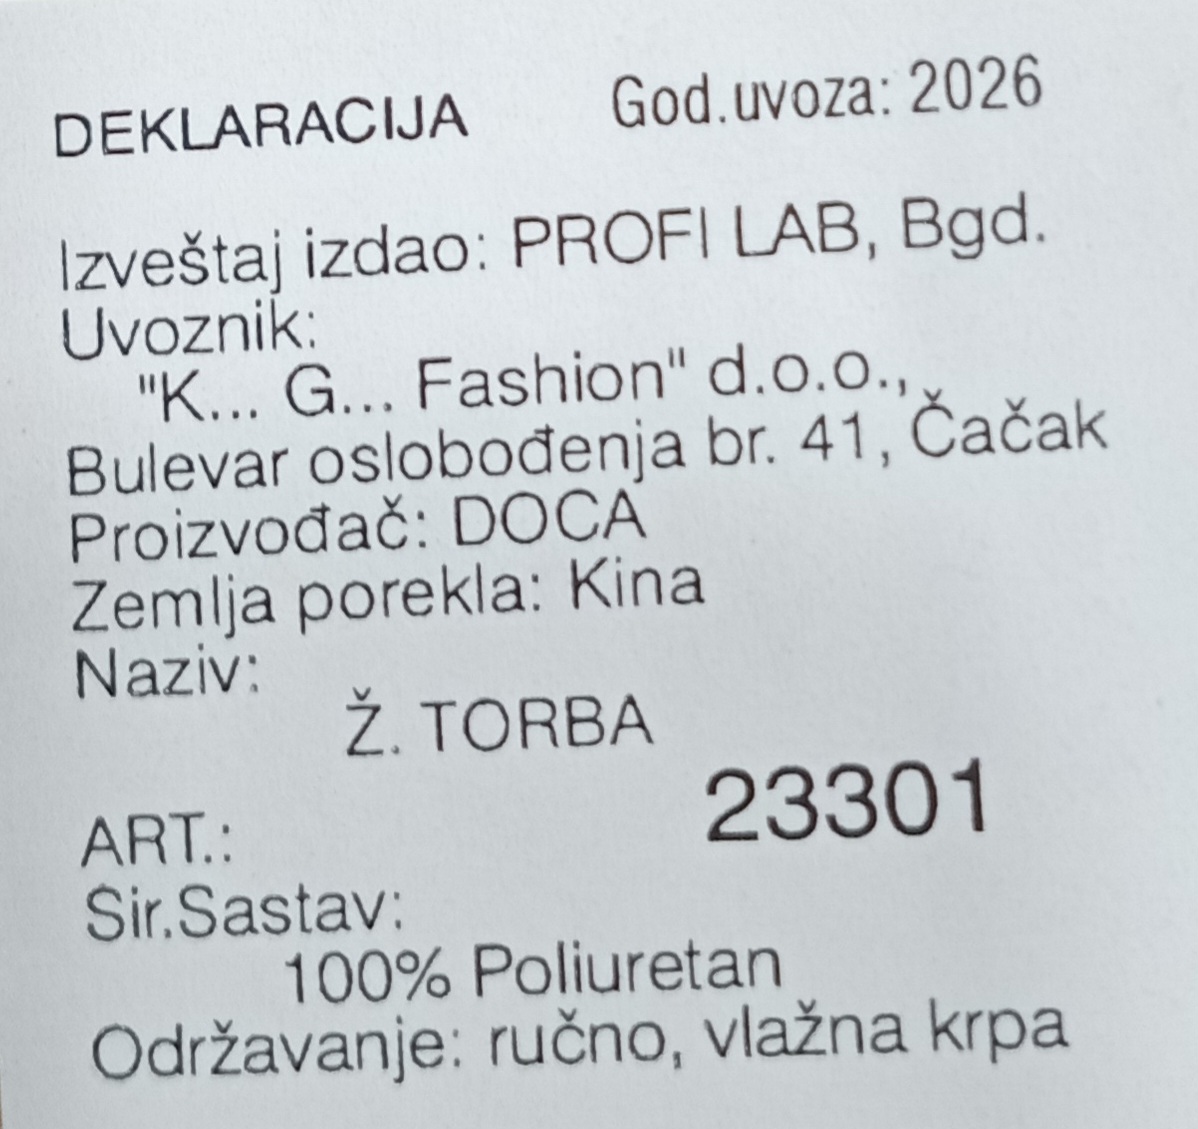 DEKLARACIJA God.uvoza: 2026
Izveštaj izdao: PROFI LAB, Bgd.
Uvoznik:
"K... G... Fashion" d.o.o.,
Bulevar oslobođenja br. 41, Čačak
Proizvođač: DOCA
Zemlja porekla: Kina
Naziv:
Ž. TORBA
23301
ART.:
Sir.Sastav:
100% Poliuretan
Održavanje: ručno, vlažna krpa